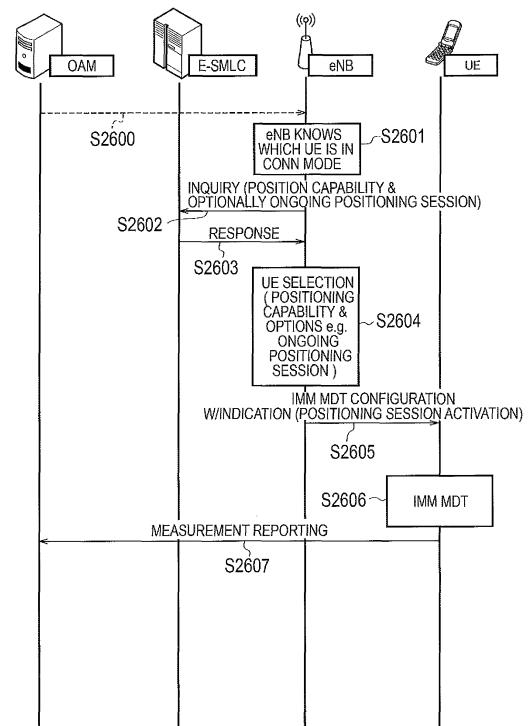 OAM
E-SMLC
eNB
UE
S2600
eNB KNOWS
WHICH UE IS IN
CONN MODE
S2601
INQUIRY (POSITION CAPABILITY &
OPTIONALLY ONGOING POSITIONING SESSION)
S2602
RESPONSE
S2603
UE SELECTION
( POSITIONING
CAPABILITY &
OPTIONS e.g.
ONGOING
POSITIONING
SESSION )
S2604
IMM MDT CONFIGURATION
W/INDICATION (POSITIONING SESSION ACTIVATION)
S2605
S2606
IMM MDT
MEASUREMENT REPORTING
S2607